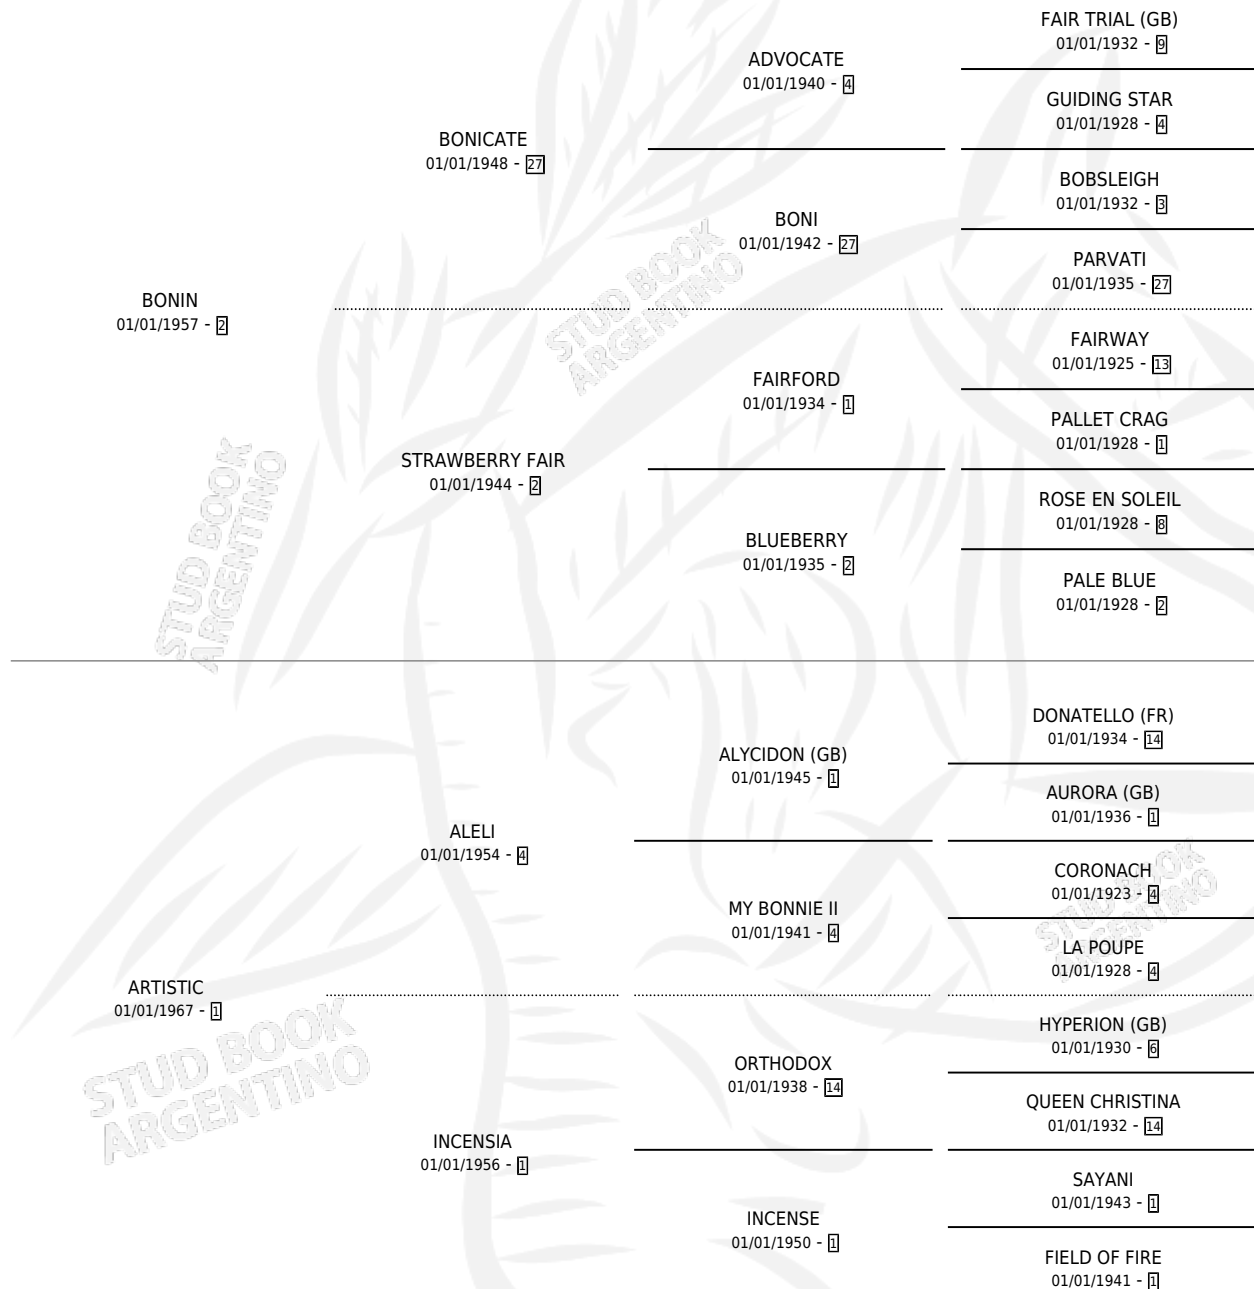 FAIR TRIAL (GB)
01/01/1932 - 9
ADVOCATE
01/01/1940 - 4
GUIDING STAR
01/01/1928 - 4
BONICATE
01/01/1948 - 27
BOBSLEIGH
01/01/1932 - 3
BONI
01/01/1942 - 27
PARVATI
01/01/1935 - 27
BONIN
01/01/1957 - 2
FAIRWAY
01/01/1925 - 13
FAIRFORD
01/01/1934 - 1
PALLET CRAG
01/01/1928 - 1
STRAWBERRY FAIR
01/01/1944 - 2
ROSE EN SOLEIL
01/01/1928 - 8
BLUEBERRY
01/01/1935 - 2
PALE BLUE
01/01/1928 - 2
DONATELLO (FR)
01/01/1934 - 14
ALYCIDON (GB)
01/01/1945 - 1
AURORA (GB)
01/01/1936 - 1
ALELI
01/01/1954 - 4
CORONACH
01/01/1923 - 4
MY BONNIE II
01/01/1941 - 4
LA POUPE
01/01/1928 - 4
ARTISTIC
01/01/1967 - 1
HYPERION (GB)
01/01/1930 - 6
ORTHODOX
01/01/1938 - 14
QUEEN CHRISTINA
01/01/1932 - 14
INCENSIA
01/01/1956 - 1
SAYANI
01/01/1943 - 1
INCENSE
01/01/1950 - 1
FIELD OF FIRE
01/01/1941 - 1
STUD BOOK
ARGENTINO
STUD BOOK
ARGENTINO
STUD BOOK
ARGENTINO
STUD BOOK
ARGENTINO